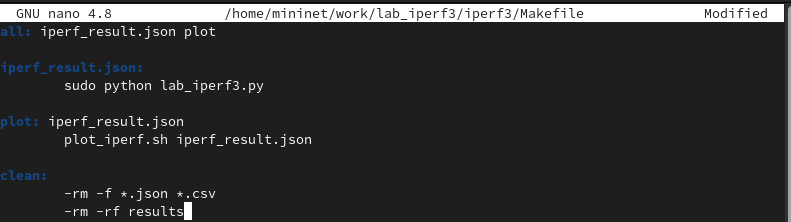 GNU nano 4.8 /home/mininet/work/lab_iperf3/iperf3/Makefile Modified
all: iperf_result.json plot
iperf_result.json:
sudo python lab_iperf3.py
plot: iperf_result.json
plot_iperf.sh iperf_result.json
clean:
-rm -f *.json *.csv
-rm -rf results